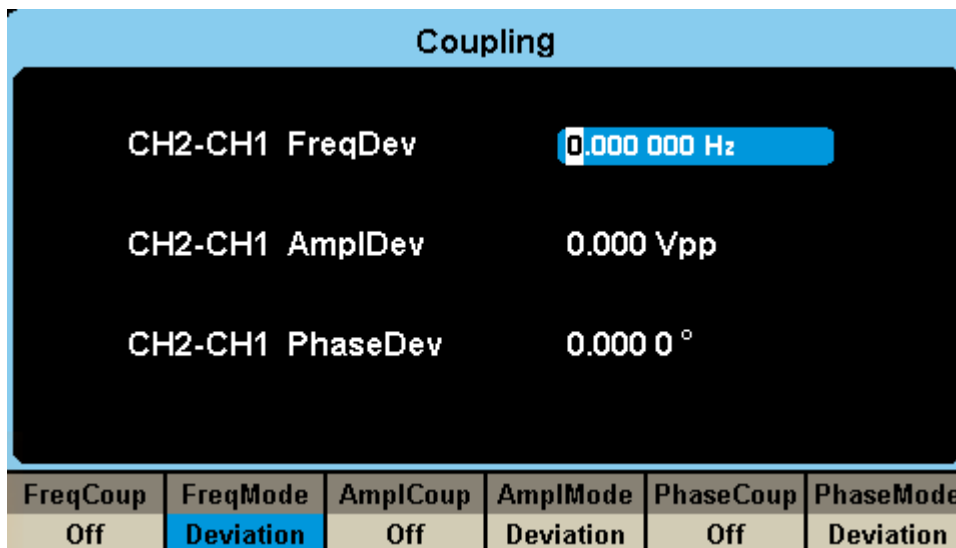 Coupling
CH2-CH1 FreqDev 0.000 000 Hz
CH2-CH1 AmplDev 0.000 Vpp
CH2-CH1 PhaseDev 0.000 0 °
FreqCoup FreqMode AmplCoup AmplMode PhaseCoup PhaseMode
Off Deviation Off Deviation Off Deviation